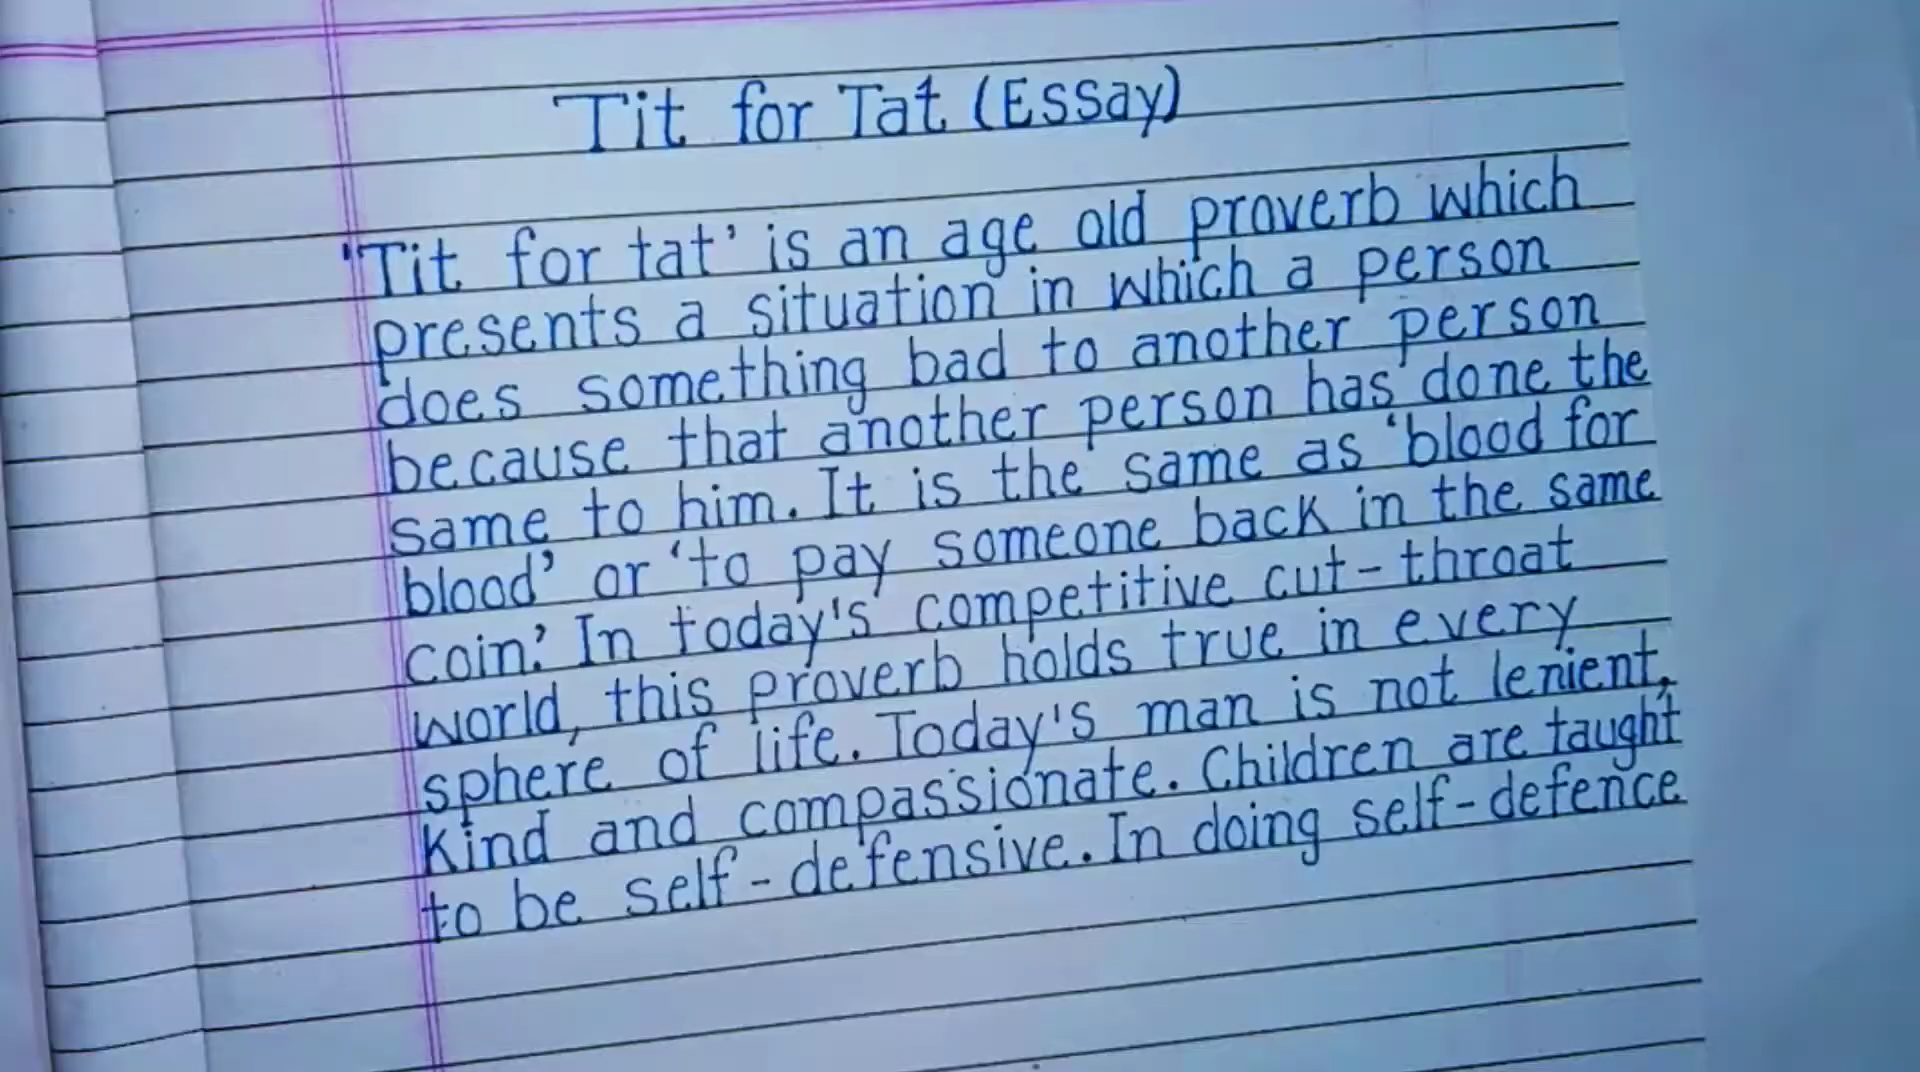 Tit for Tat (Essay)
'Tit for tat' is an age old proverb which
presents a situation in which a person
does something bad to another person
because that another person has done the
same to him. It is the same as 'blood for
blood' or 'to pay someone back in the same
coin.' In today's competitive cut-throat
world, this proverb holds true in every
sphere of life. Today's man is not lenient,
kind and compassionate. Children are taught
to be self-defensive. In doing self-defence